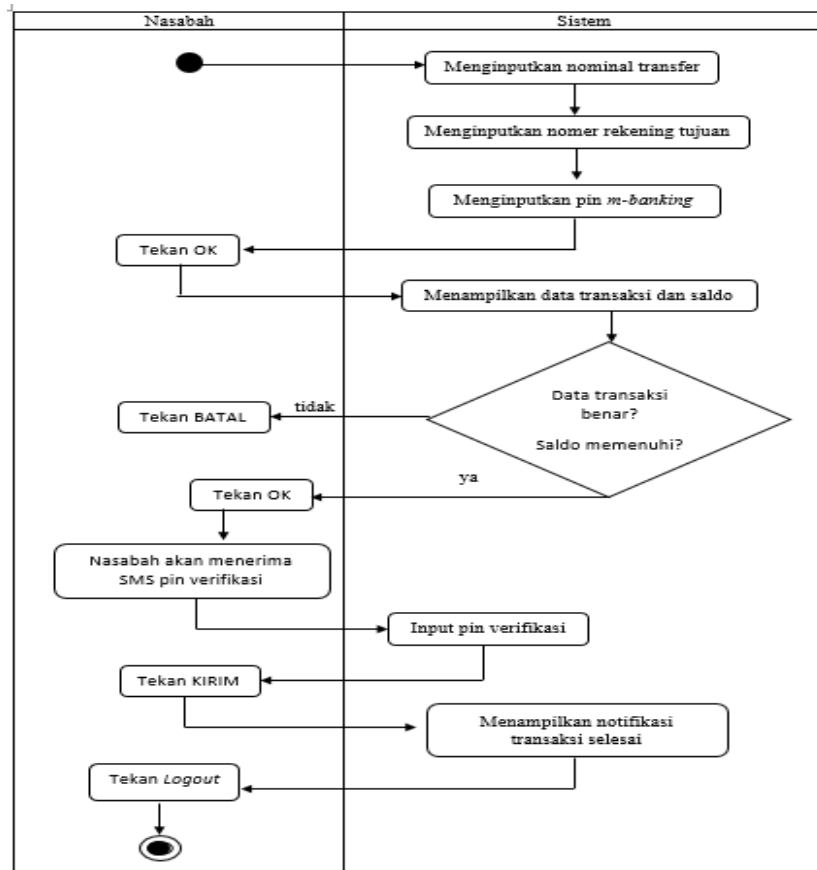 Nasabah
Sistem
Menginputkan nominal transfer
Menginputkan nomer rekening tujuan
Menginputkan pin m-banking
Tekan OK
Menampilkan data transaksi dan saldo
Data transaksi
benar?
Saldo memenuhi?
tidak
Tekan BATAL
ya
Tekan OK
Nasabah akan menerima
SMS pin verifikasi
Input pin verifikasi
Tekan KIRIM
Menampilkan notifikasi
transaksi selesai
Tekan Logout